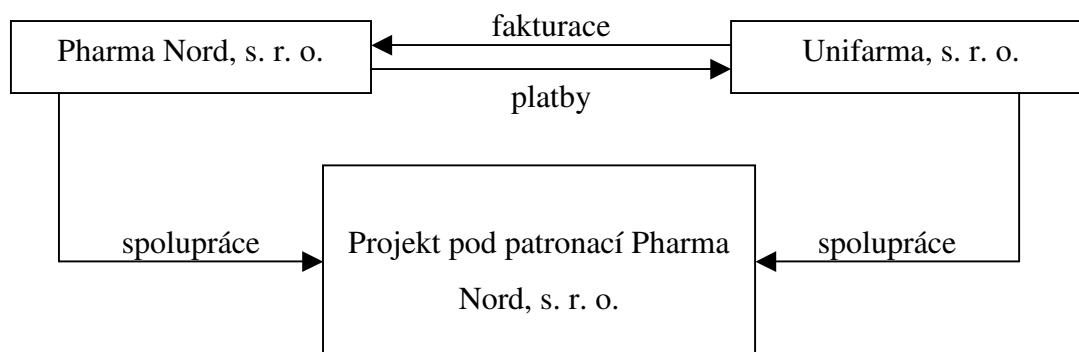 fakturace
Pharma Nord, s. r. o.
Unifarma, s. r. o.
platby
spolupráce
Projekt pod patronací Pharma
Nord, s. r. o.
spolupráce